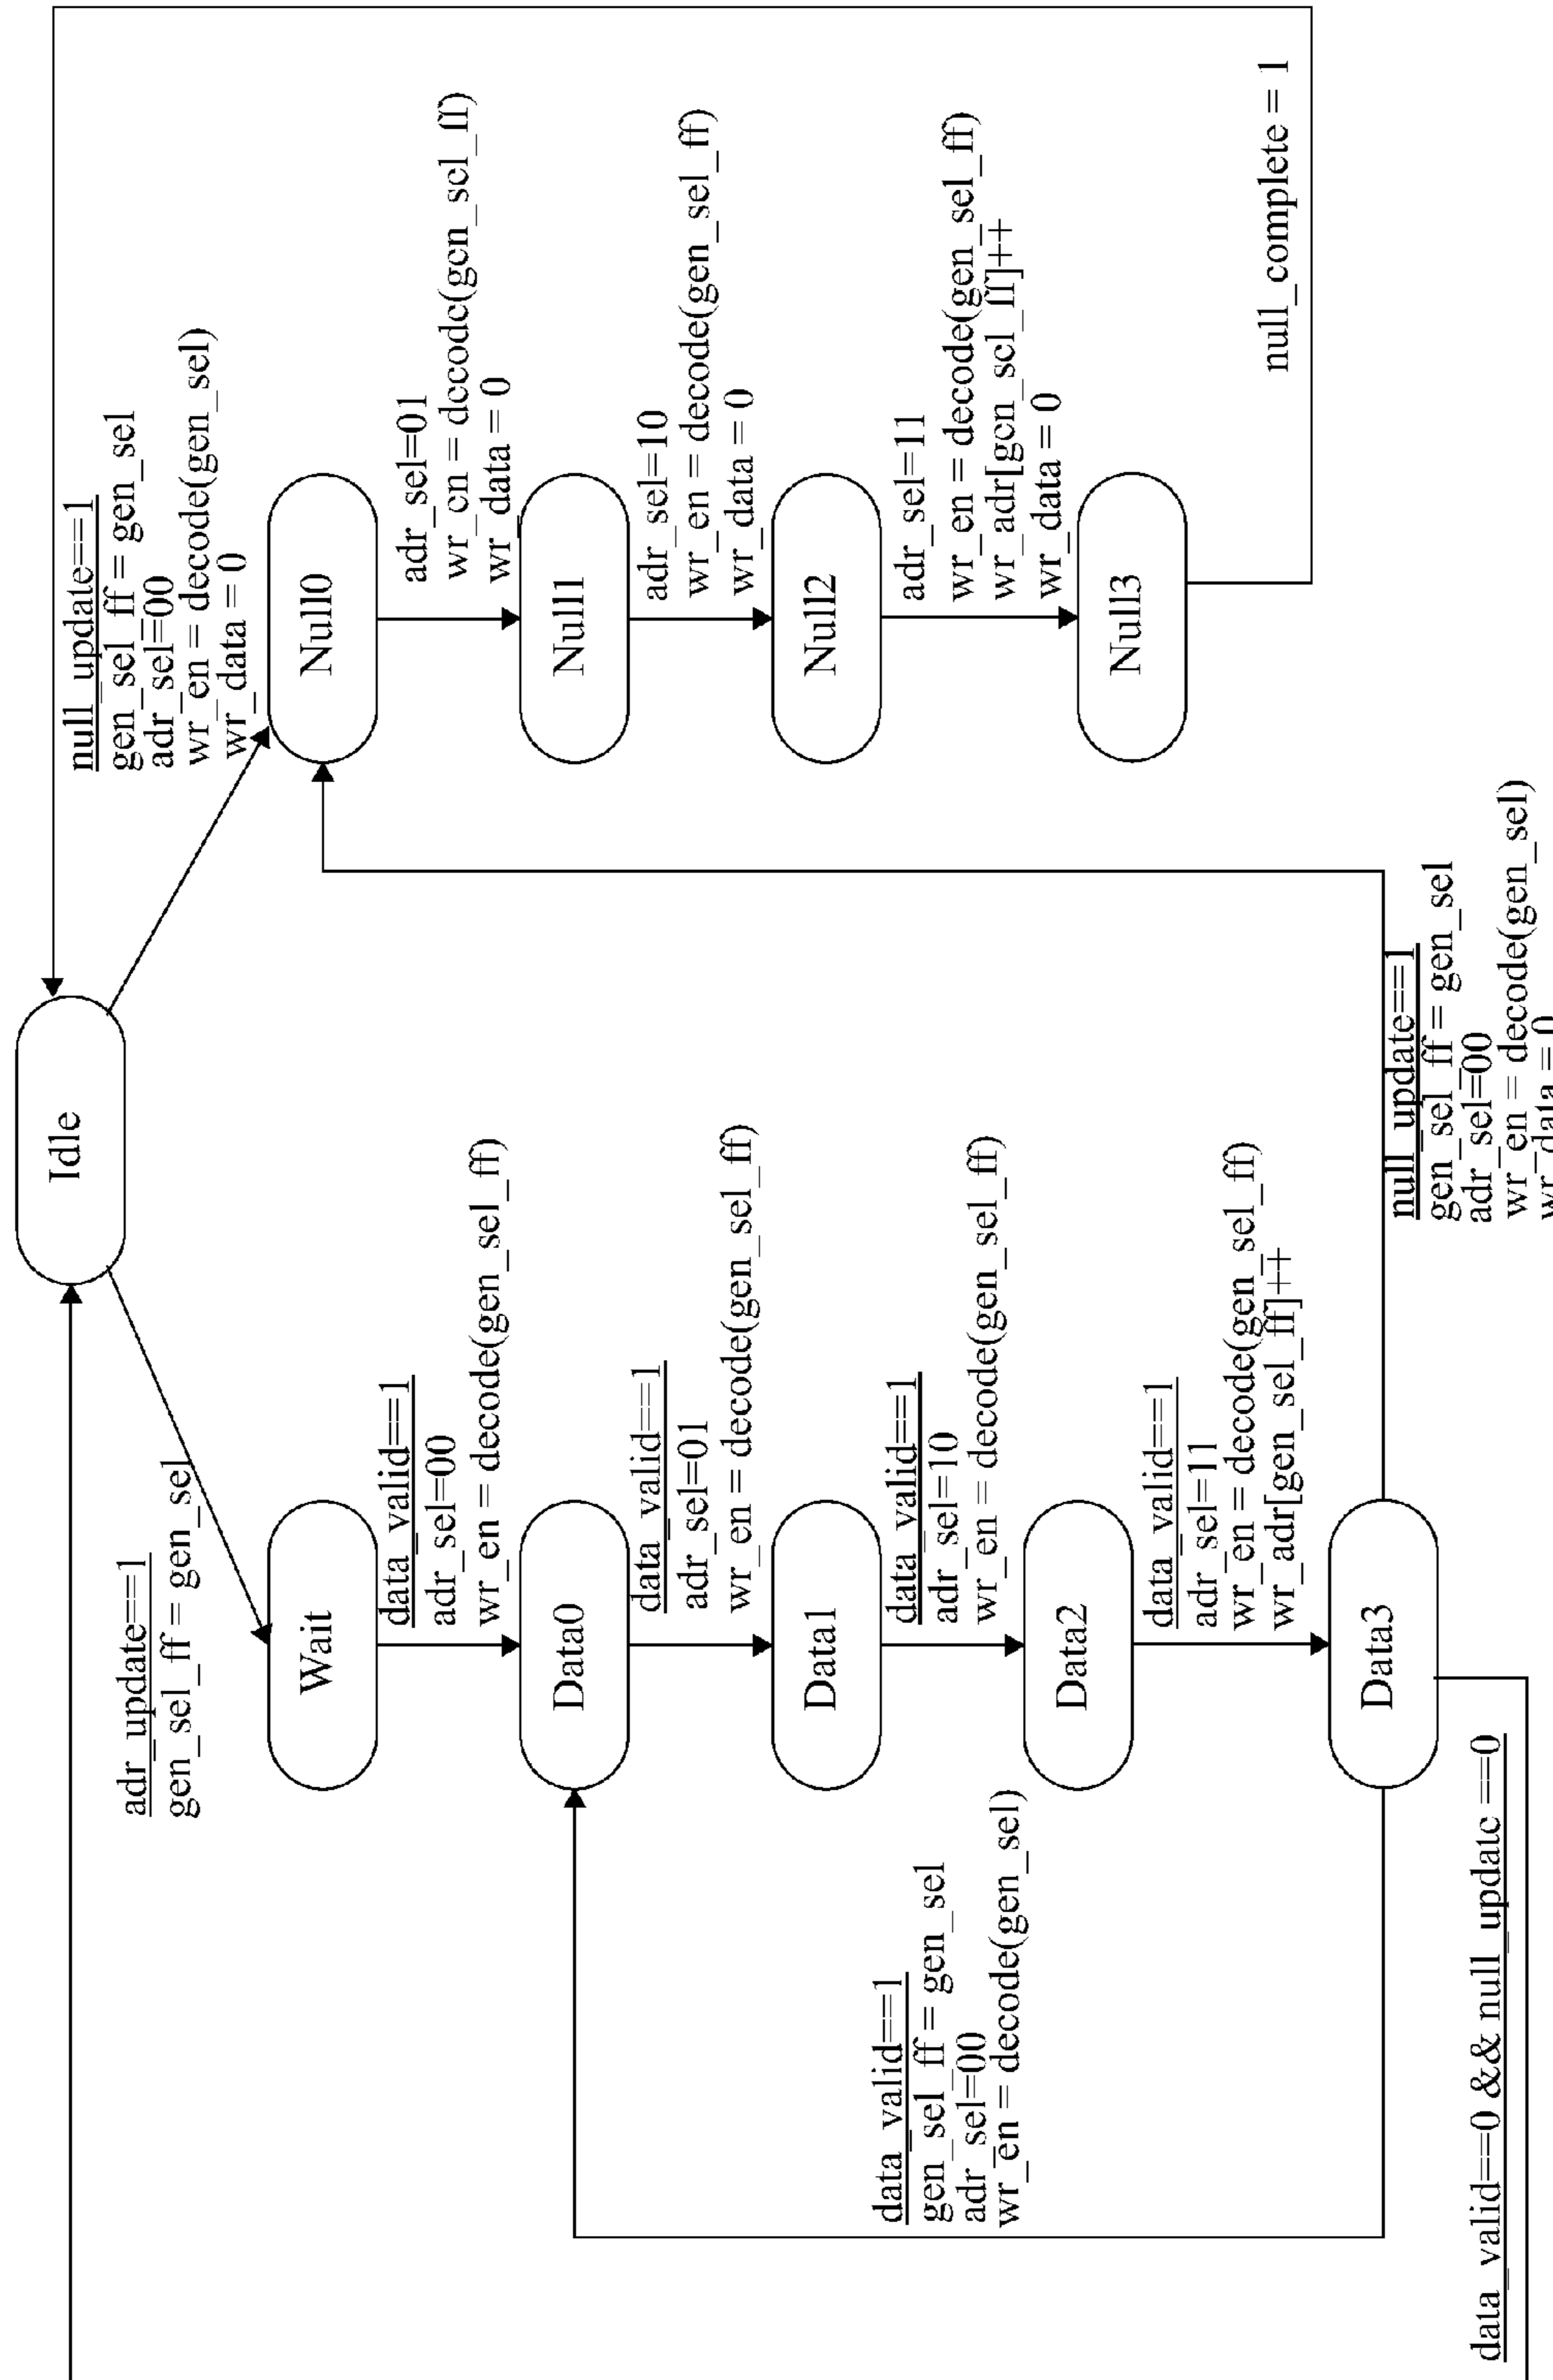 Idle
adr_update==1
gen_sel_ff = gen_sel
null_update==1
gen_sel_ff = gen_sel
adr_sel=00
wr_en = decode(gen_sel)
wr_data = 0
Wait
data_valid==1
adr_sel=00
wr_en = decode(gen_sel_ff)
Data0
data_valid==1
adr_sel=01
wr_en = decode(gen_sel_ff)
Data1
data_valid==1
adr_sel=10
wr_en = decode(gen_sel_ff)
Data2
data_valid==1
adr_sel=11
wr_en = decode(gen_sel_ff)
wr_adr[gen_sel_ff]++
Data3
data_valid==1
gen_sel_ff = gen_sel
adr_sel=00
wr_en = decode(gen_sel)
data_valid==0 && null_update ==0
Null0
adr_sel=01
wr_en = decode(gen_sel_ff)
wr_data = 0
Null1
adr_sel=10
wr_en = decode(gen_sel_ff)
wr_data = 0
Null2
adr_sel=11
wr_en = decode(gen_sel_ff)
wr_adr[gen_sel_ff]++
wr_data = 0
Null3
null_complete = 1
null_update==1
gen_sel_ff = gen_sel
adr_sel=00
wr_en = decode(gen_sel)
wr_data = 0